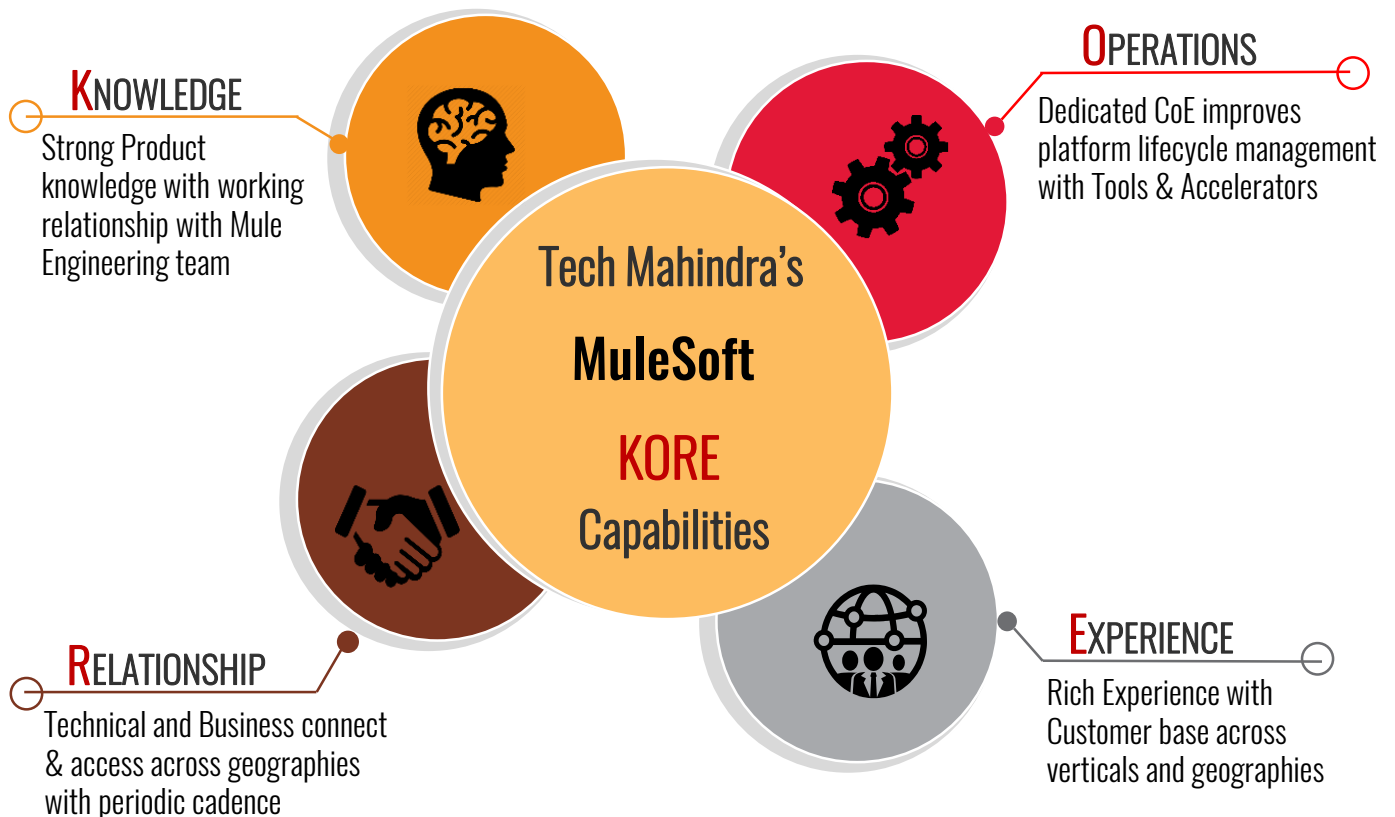 KNOWLEDGE
Strong Product
knowledge with working
relationship with Mule
Engineering team
OPERATIONS
Dedicated CoE improves
platform lifecycle management
with Tools & Accelerators
Tech Mahindra’s
MuleSoft
KORE
Capabilities
RELATIONSHIP
Technical and Business connect
& access across geographies
with periodic cadence
EXPERIENCE
Rich Experience with
Customer base across
verticals and geographies